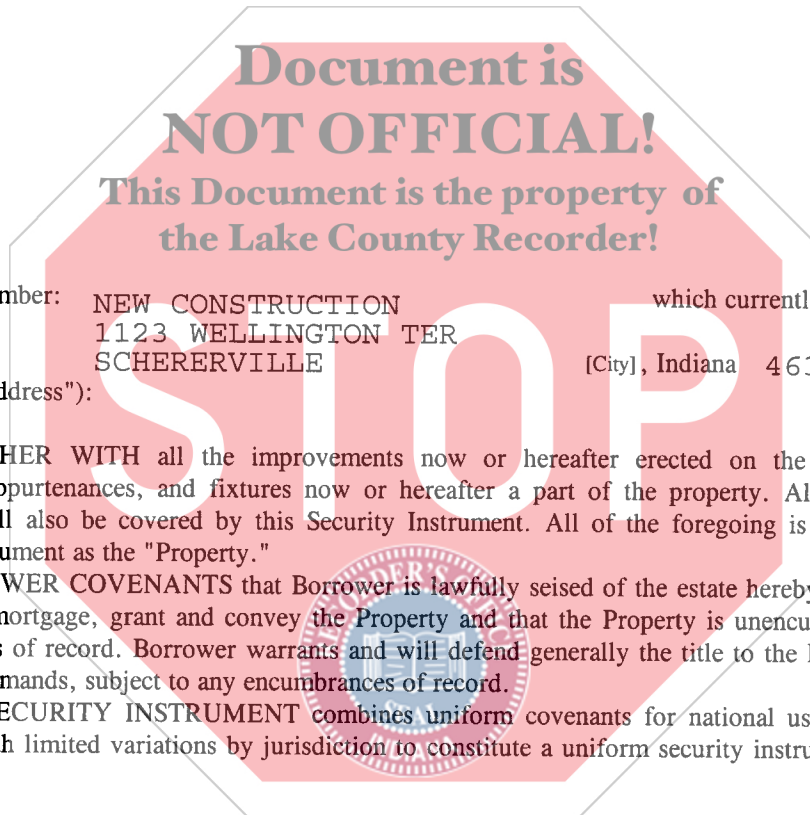 Document is
NOT OFFICIAL!
This Document is the property of
the Lake County Recorder!
mber: NEW CONSTRUCTION which currentl
1123 WELLINGTON TER
SCHERERVILLE [City], Indiana 463
ddress"):
STOP
HER WITH all the improvements now or hereafter erected on the
ppurtenances, and fixtures now or hereafter a part of the property. Al
ll also be covered by this Security Instrument. All of the foregoing is
ument as the "Property."
WER COVENANTS that Borrower is lawfully seised of the estate hereby
mortgage, grant and convey the Property and that the Property is unencu
s of record. Borrower warrants and will defend generally the title to the
mands, subject to any encumbrances of record.
ECURITY INSTRUMENT combines uniform covenants for national us
h limited variations by jurisdiction to constitute a uniform security instru
SEAL
INDIANA